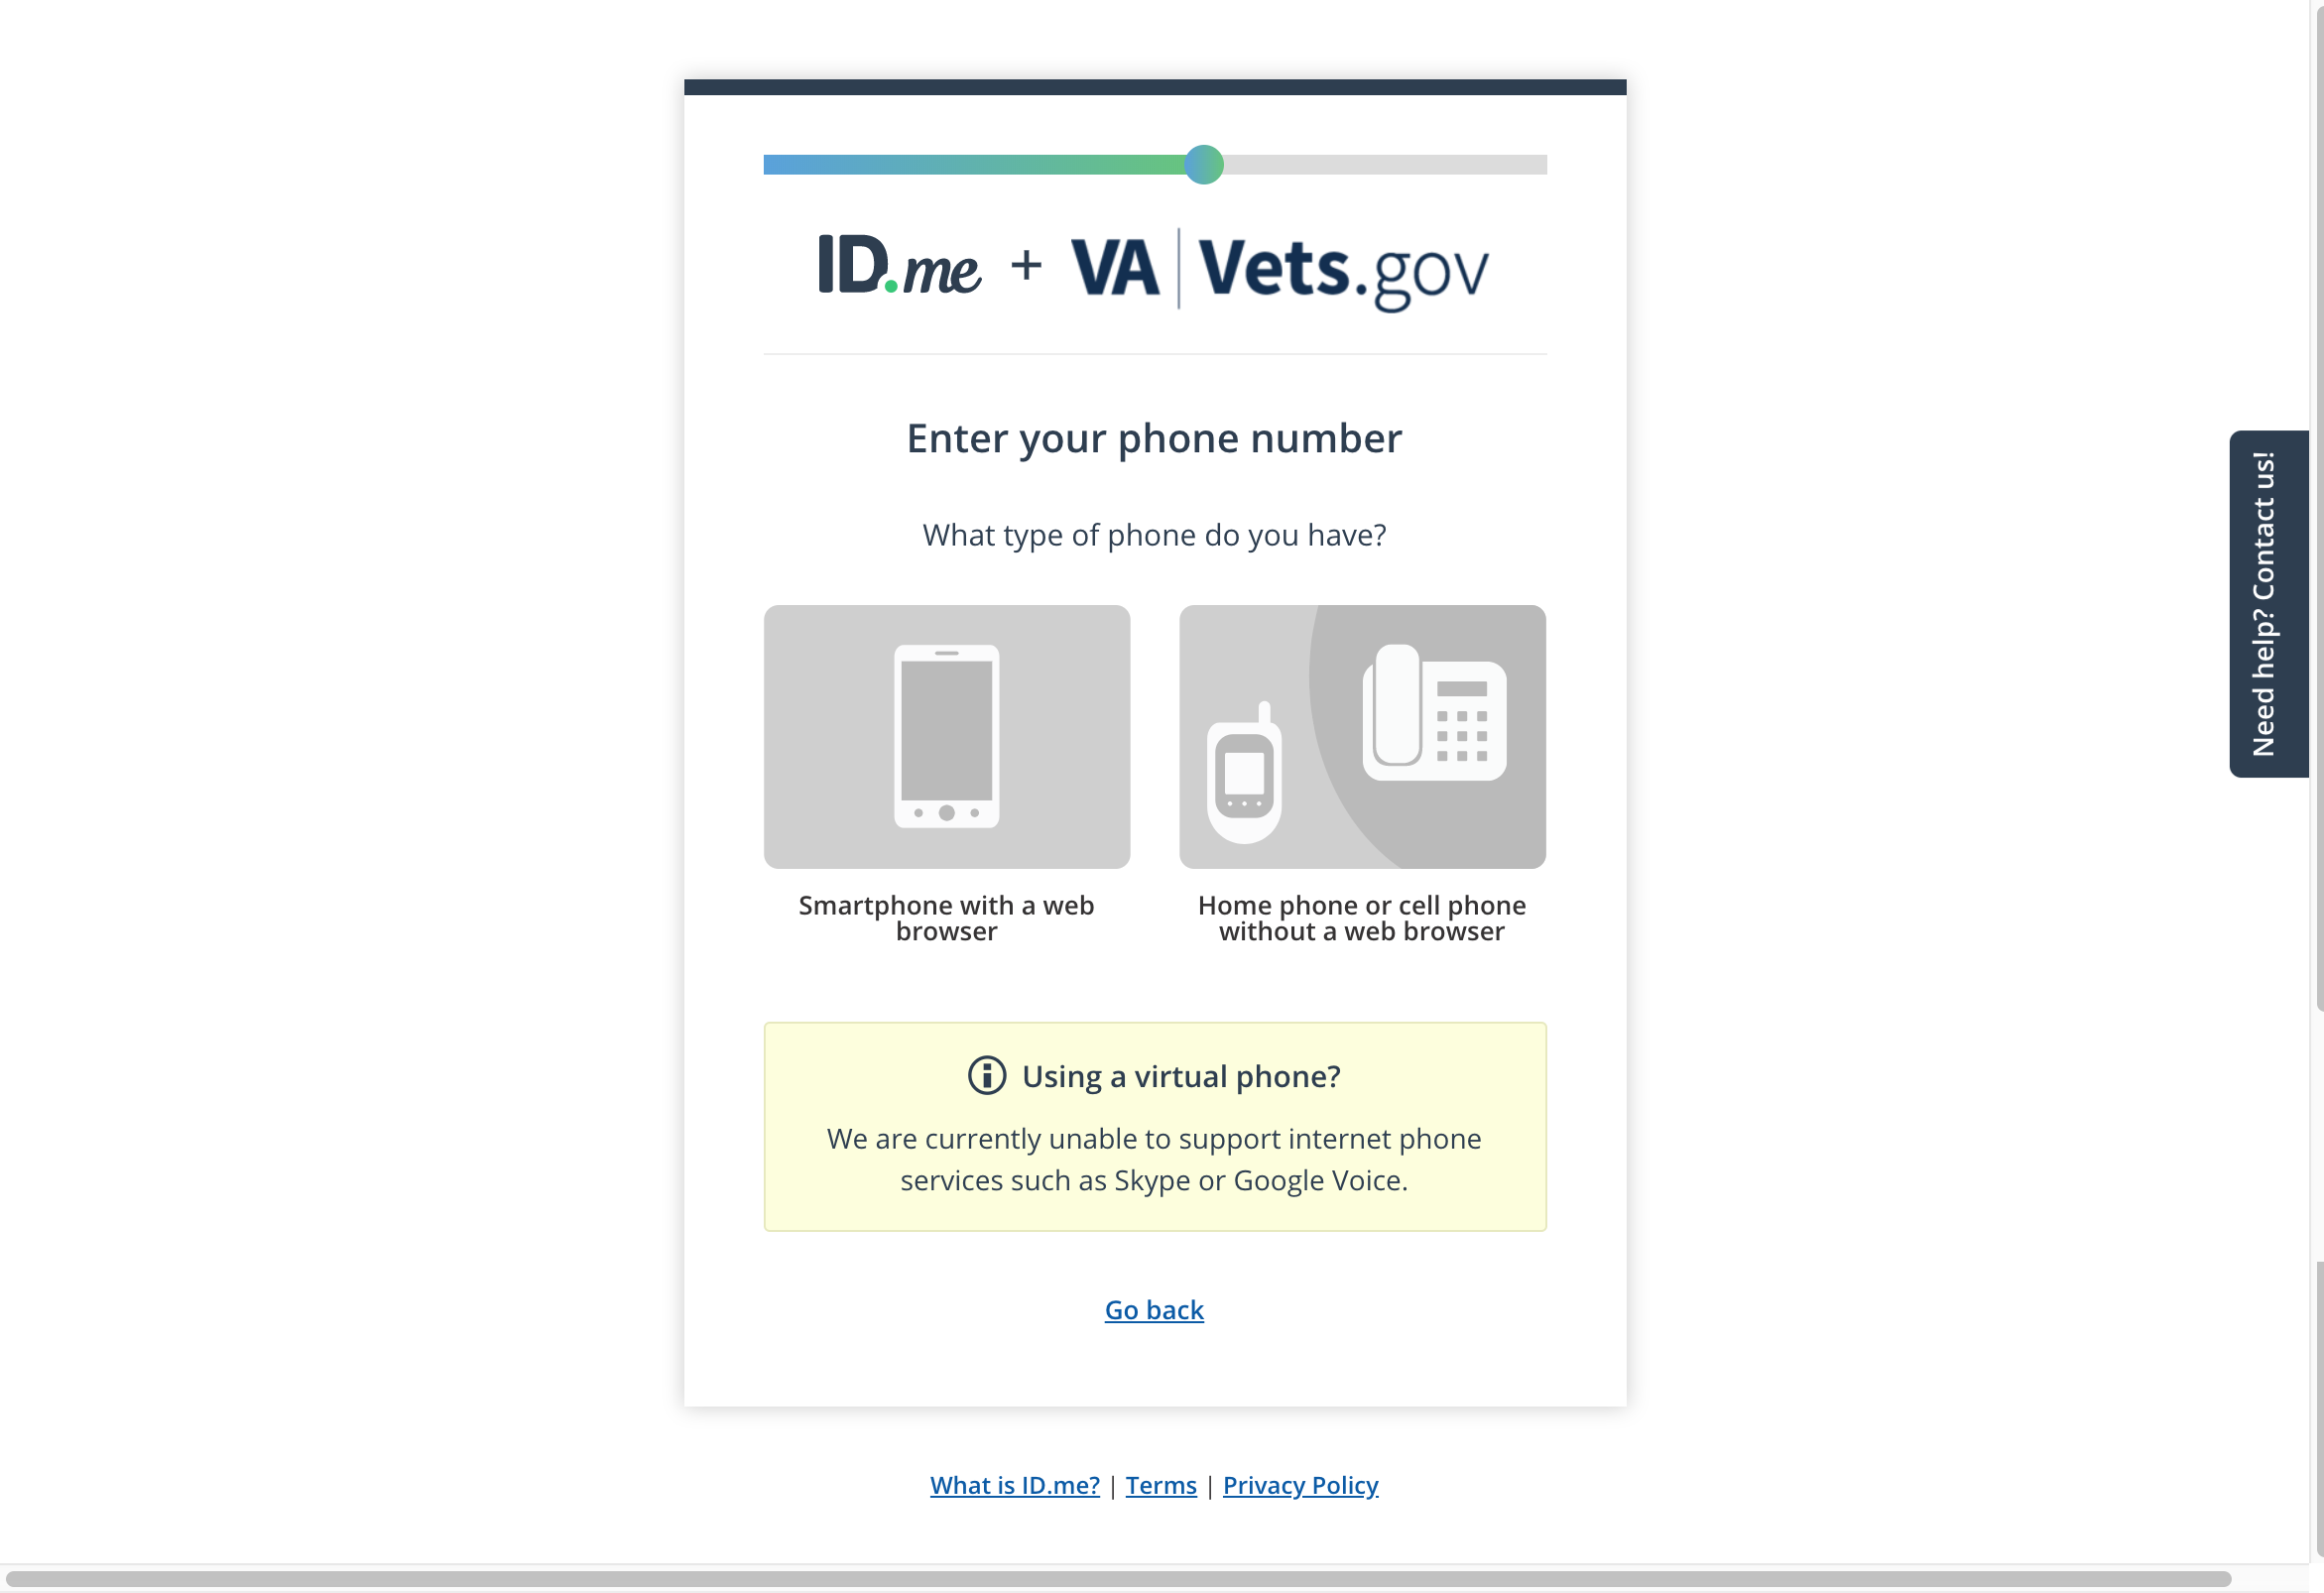 ID.me + VA | Vets.gov
Enter your phone number
What type of phone do you have?
Smartphone with a web
browser
Home phone or cell phone
without a web browser
Using a virtual phone?
We are currently unable to support internet phone
services such as Skype or Google Voice.
Go back
What is ID.me? | Terms | Privacy Policy
Need help? Contact us!